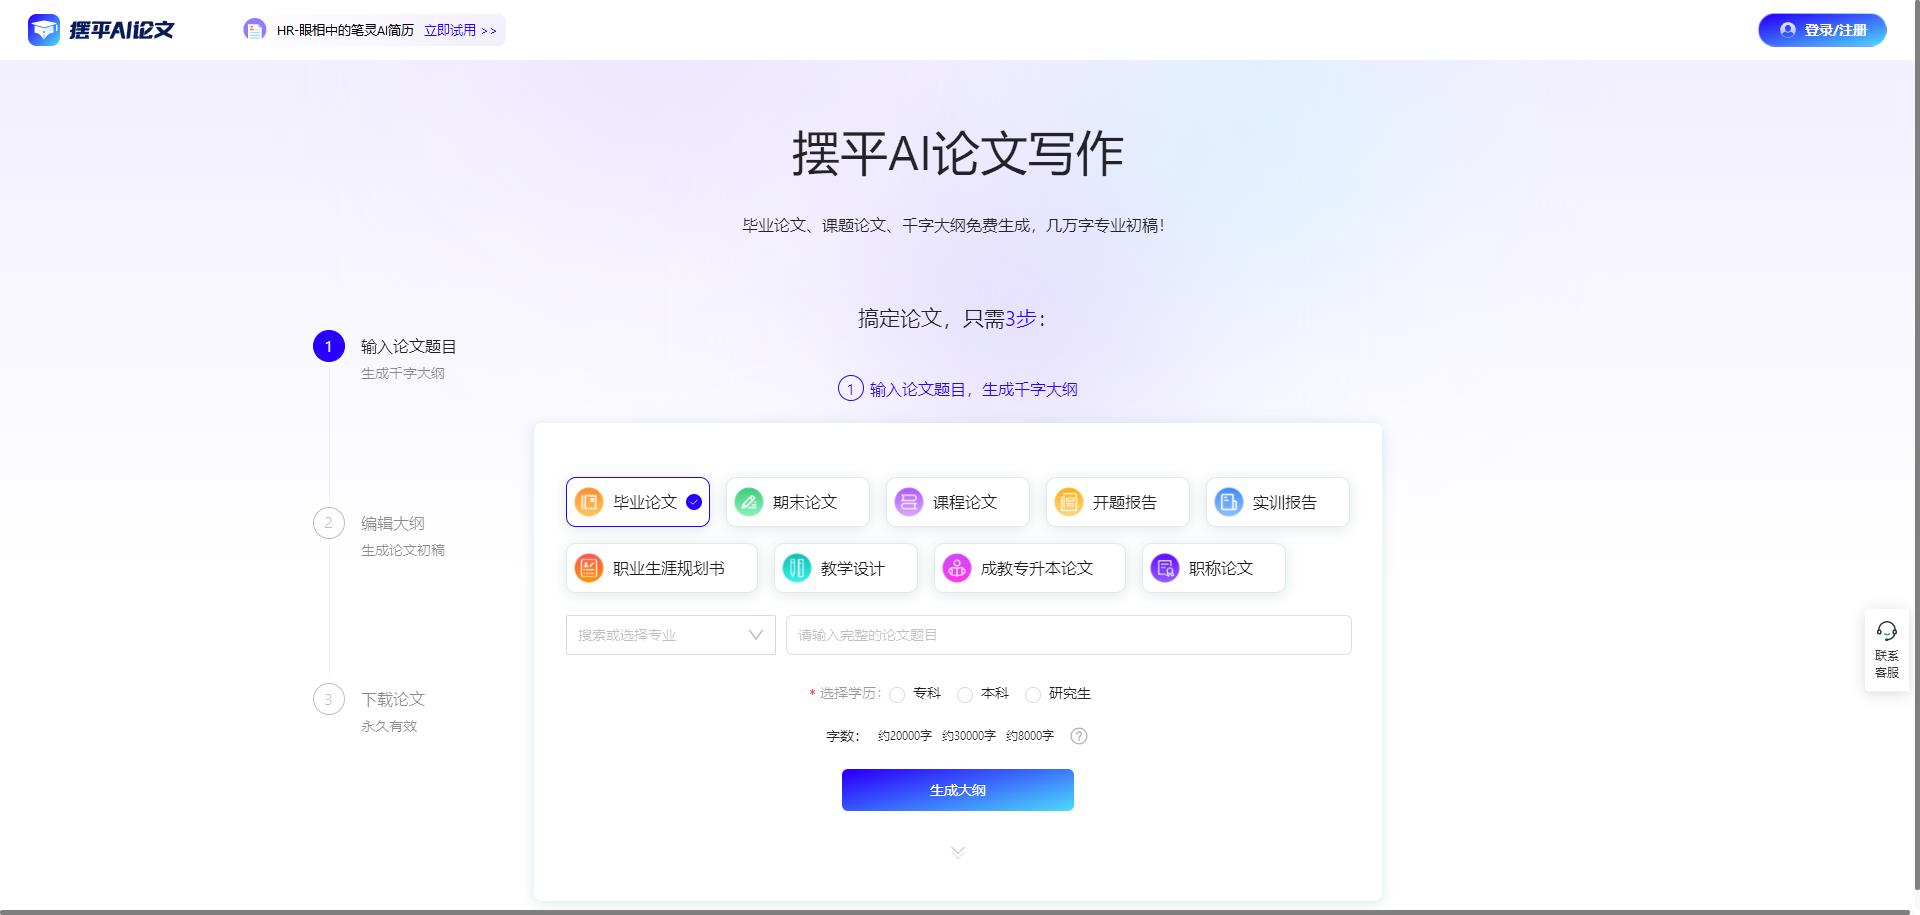 摆平AI论文
HR-眼相中的笔灵AI简历 立即试用 >>
登录/注册
摆平AI论文写作
毕业论文、课题论文、千字大纲免费生成，几万字专业初稿！
搞定论文，只需3步：
1 输入论文题目
生成千字大纲
2 编辑大纲
生成论文初稿
3 下载论文
永久有效
1 输入论文题目，生成千字大纲
毕业论文 期末论文 课程论文 开题报告 实训报告
职业生涯规划书 教学设计 成教专升本论文 职称论文
搜索或选择专业 请输入完整的论文题目
* 选择学历： 专科 本科 研究生
字数： 约20000字 约30000字 约8000字 ?
生成大纲
联系
客服